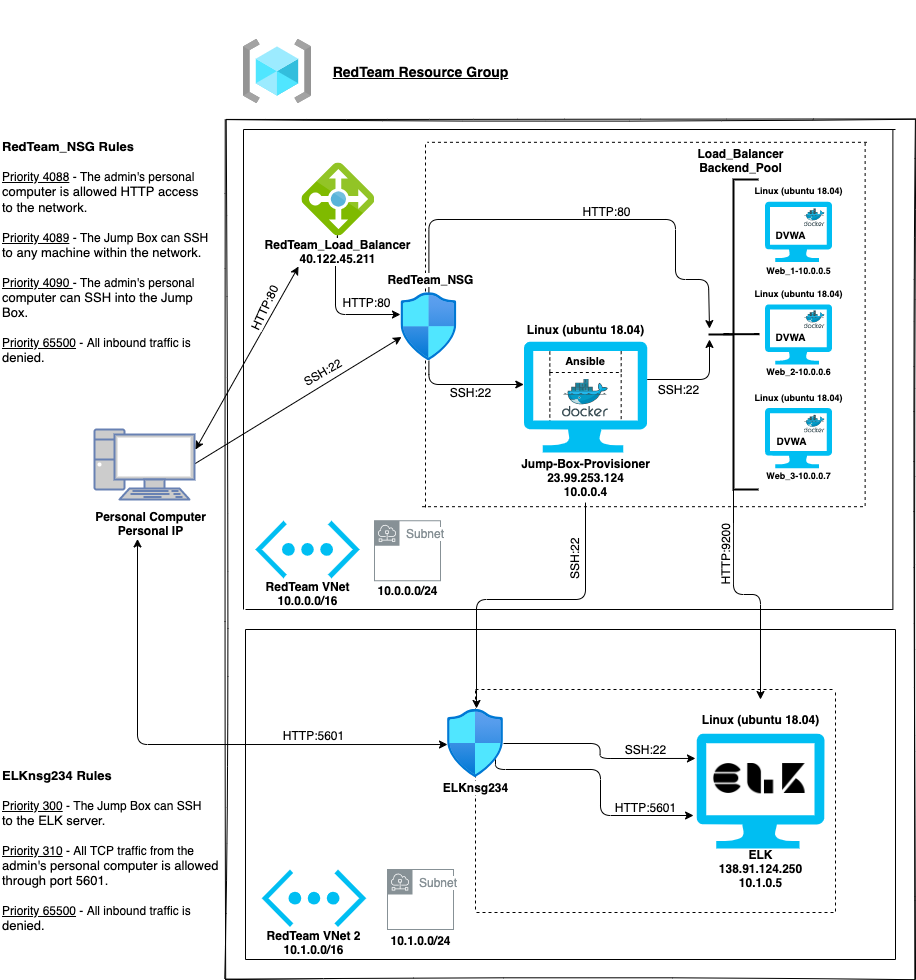 RedTeam Resource Group
RedTeam_NSG Rules
Priority 4088 - The admin's personal
computer is allowed HTTP access
to the network.
Priority 4089 - The Jump Box can SSH
to any machine within the network.
Priority 4090 - The admin's personal
computer can SSH into the Jump
Box.
Priority 65500 - All inbound traffic is
denied.
RedTeam_Load_Balancer
40.122.45.211
HTTP:80
HTTP:80
SSH:22
RedTeam_NSG
HTTP:80
SSH:22
Linux (ubuntu 18.04)
Ansible
docker
Jump-Box-Provisioner
23.99.253.124
10.0.0.4
SSH:22
Load_Balancer
Backend_Pool
Linux (ubuntu 18.04)
docker
DVWA
Web_1-10.0.0.5
Linux (ubuntu 18.04)
docker
DVWA
Web_2-10.0.0.6
Linux (ubuntu 18.04)
docker
DVWA
Web_3-10.0.0.7
Personal Computer
Personal IP
RedTeam VNet
10.0.0.0/16
Subnet
10.0.0.0/24
SSH:22
HTTP:9200
HTTP:5601
ELKnsg234
SSH:22
HTTP:5601
Linux (ubuntu 18.04)
ELK
ELK
138.91.124.250
10.1.0.5
ELKnsg234 Rules
Priority 300 - The Jump Box can SSH
to the ELK server.
Priority 310 - All TCP traffic from the
admin's personal computer is allowed
through port 5601.
Priority 65500 - All inbound traffic is
denied.
RedTeam VNet 2
10.1.0.0/16
Subnet
10.1.0.0/24